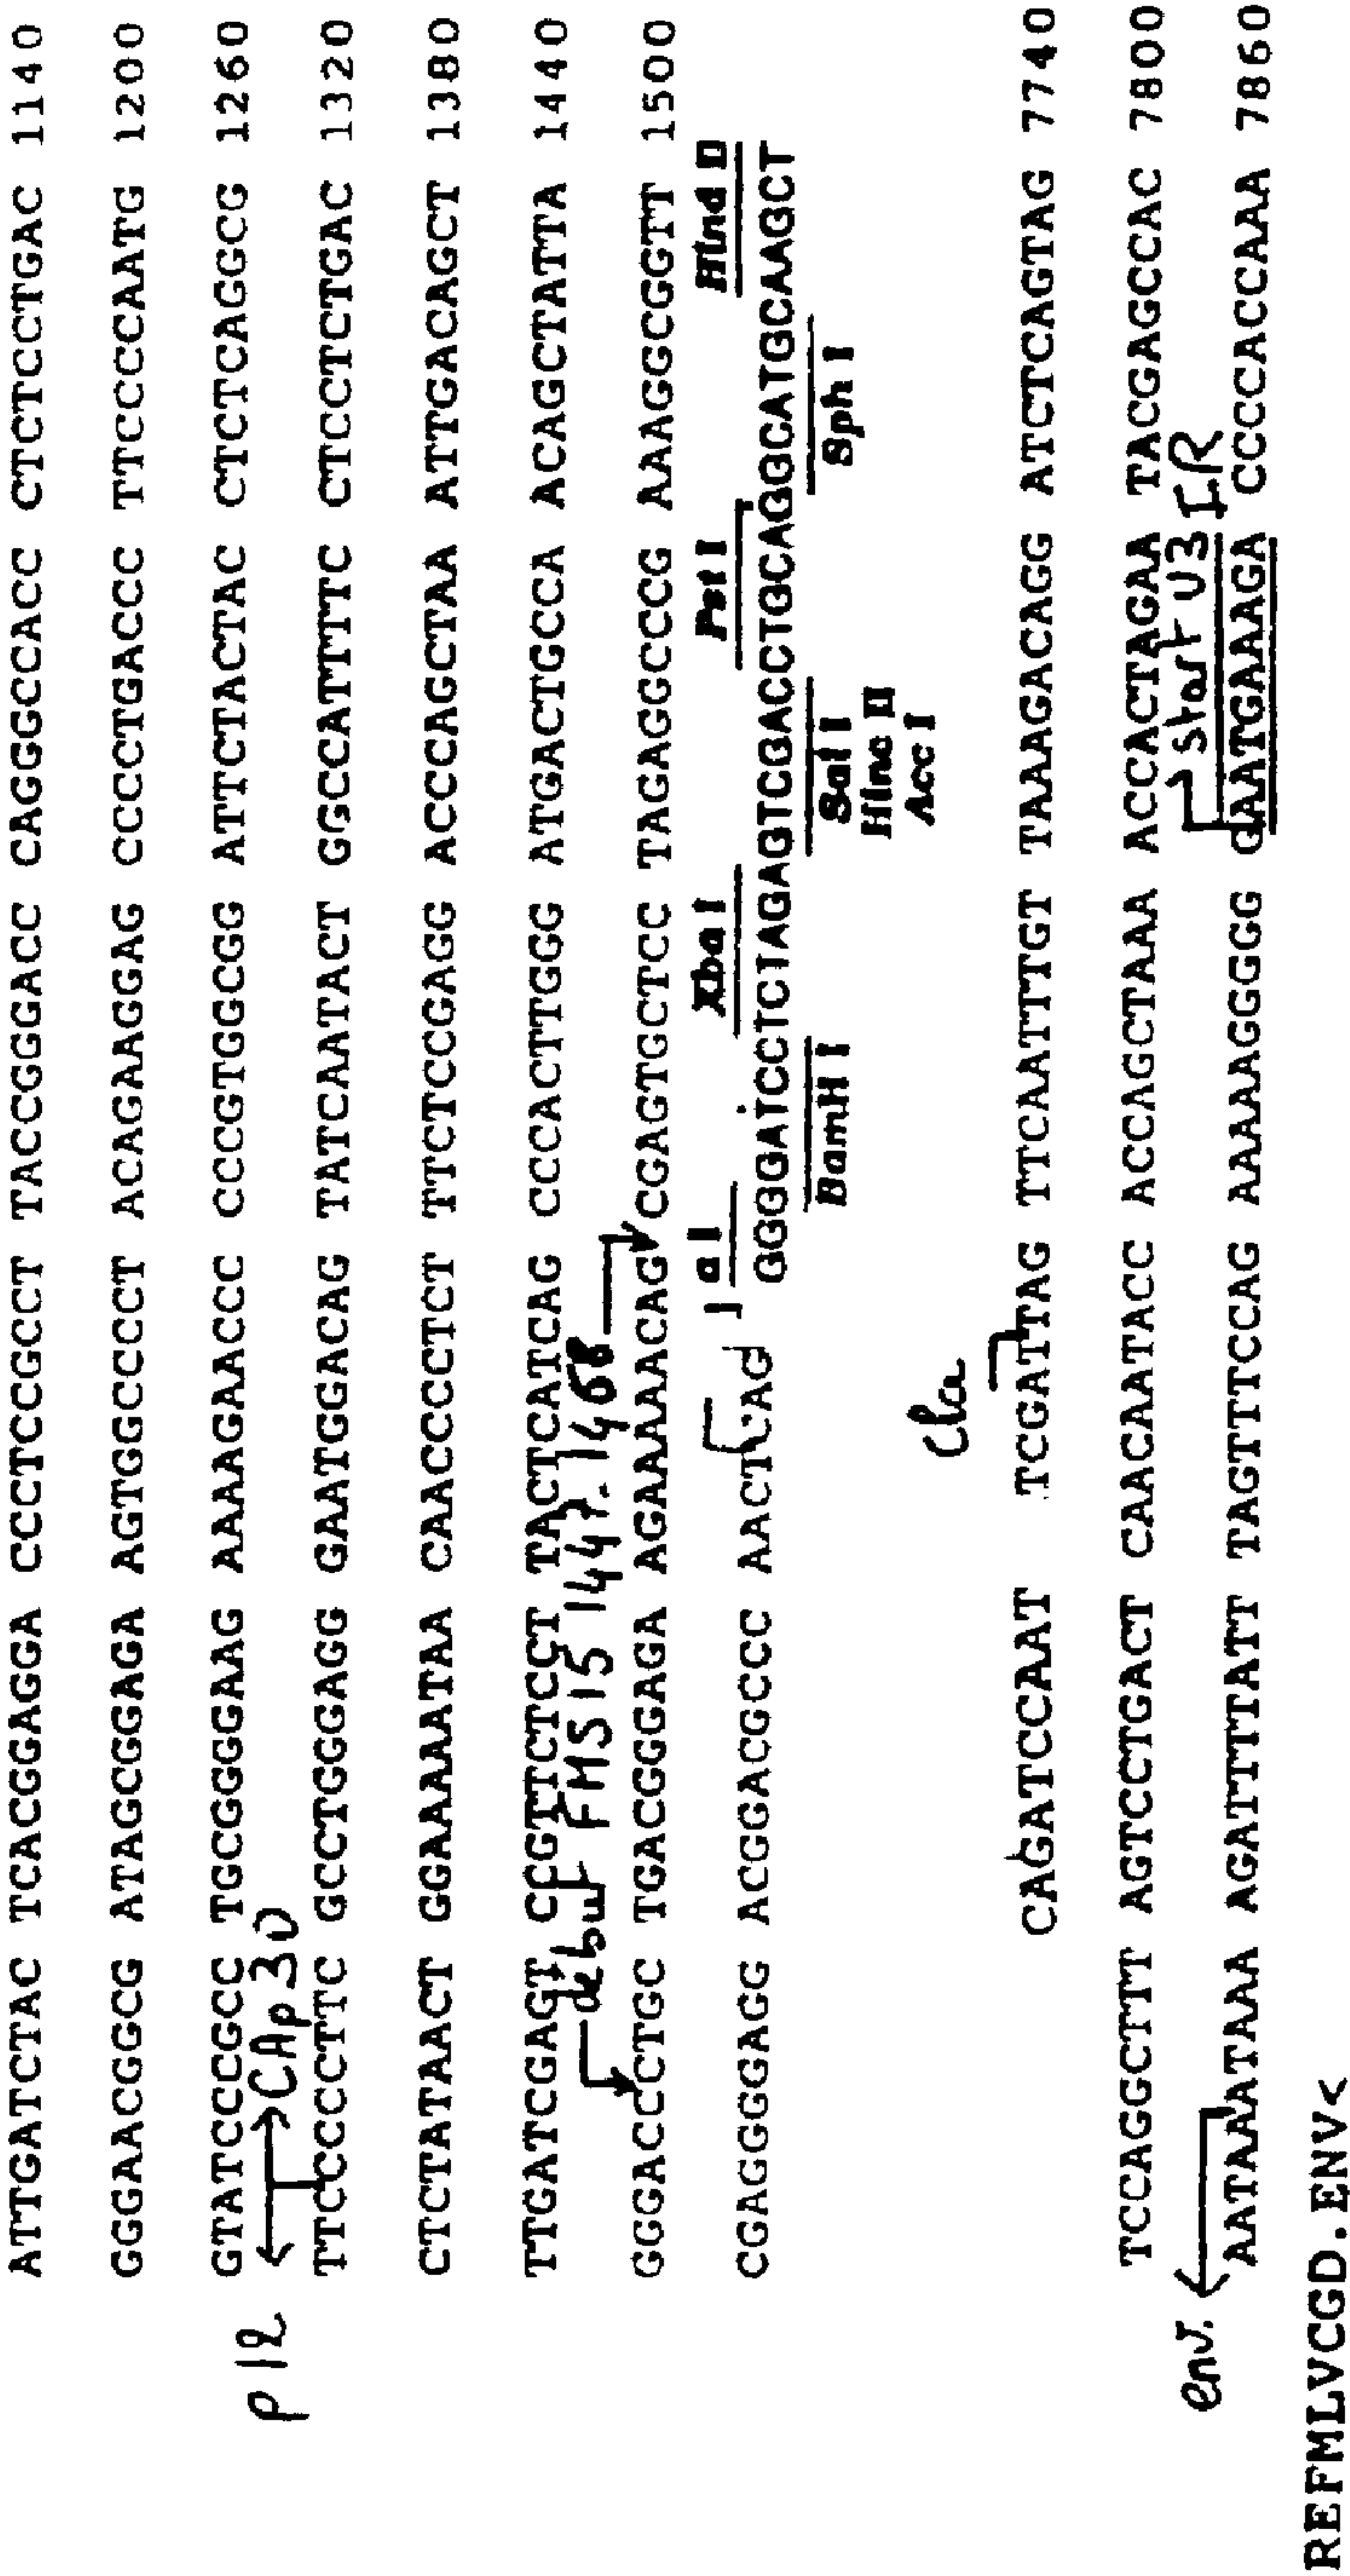 ATTGATCTAC TCACGGAGGA CCCTCCGCCT TACCGGGACC CAGGGCCACC CTCTCCTGAC 1140
GGGAACGGCG ATAGCGGAGA AGTGGCCCCT ACAGAAGGAG CCCCTGACCC TTCCCCAATG 1200
GTATCCCGCC TGCGGGGAAG AAAAGAACCC CCCGTGGCGG ATTCTACTAC CTCTCAGGCG 1260
p12 CAp30
TTCCCCCTTC GCCTGGGAGG GAATGGACAG TATCAATACT GGCCATTTTC CTCCTCTGAC 1320
CTCTATAACT GGAAAAATAA CAACCCCTCT TTCTCCGAGG ACCCAGCTAA ATTGACAGCT 1380
TTGATCGAGT CCGTTCTCCT TACTCATCAG CCCACTTGGG ATGACTGCCA ACAGCTATTA 1440
debut FMS15 1447-1468
GGGACCCTGC TGACGGGAGA AGAAAAACAG CGAGTGCTCC TAGAGGCCCG AAAGGCGGTT 1500
a I Xba I Pst I Hind II
CGAGGGGAGG ACGGACGCCC AACTCAG GGGGATCCTCTAGAGTCGACCTGCAGGCATGCAAGCT
BamH I Sal I Sph I
Hinc II
Acc I
Cla
CAGATCCAAT TCGATTAG TTCAATTTGT TAAAGACAGG ATCTCAGTAG 7740
TCCAGGCTTT AGTCCTGACT CAACAATACC ACCAGCTAAA ACCACTAGAA TACGAGCCAC 7800
env. start U3 IR
AATAAATAAA AGATTTTATT TAGTTTCCAG AAAAAGGGGG GAATGAAAGA CCCCACCAAA 7860
REFMLVCGD.ENV<